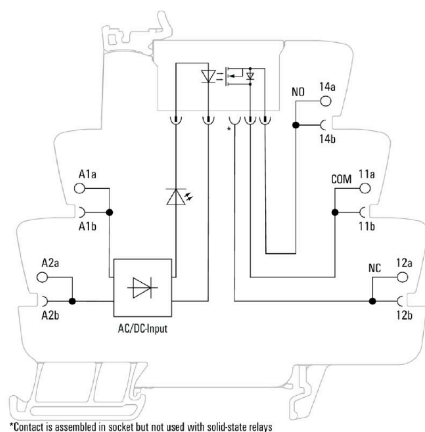 NO
14a
14b
A1a
A1b
COM
11a
11b
*
A2a
A2b
NC
12a
12b
AC/DC-Input
*Contact is assembled in socket but not used with solid-state relays